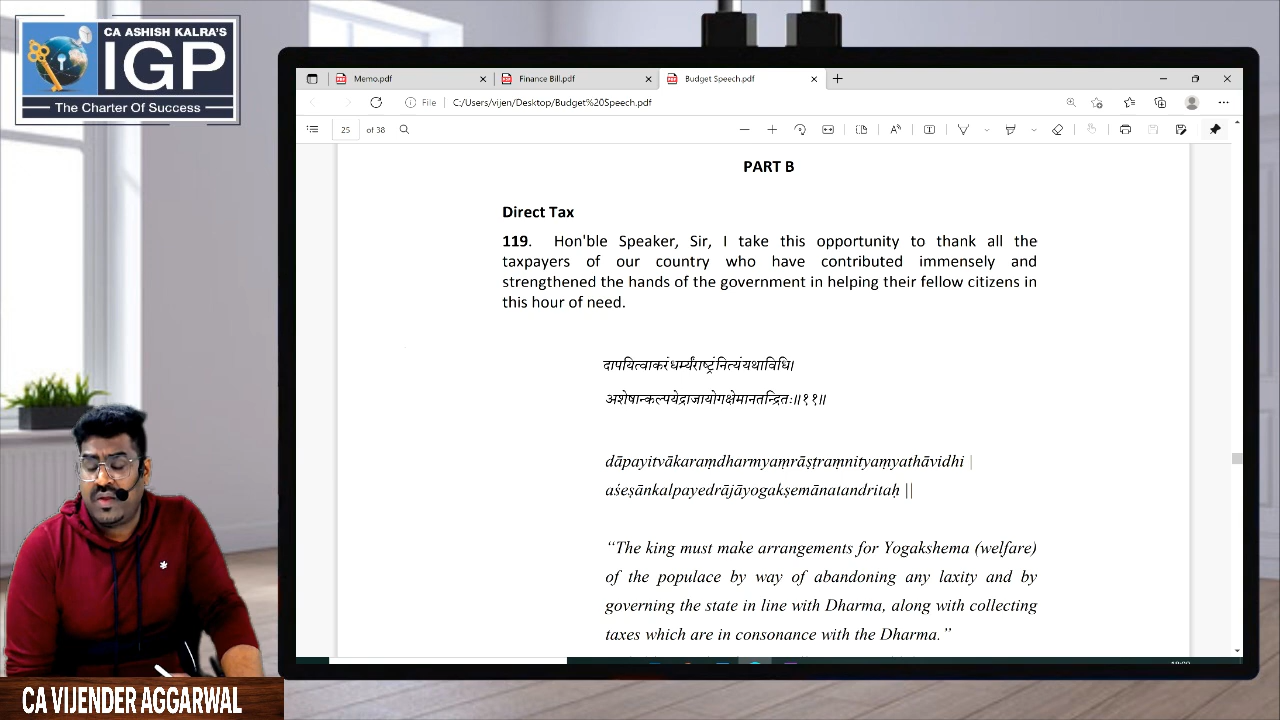 CA ASHISH KALRA'S
IGP
The Charter Of Success
Memo.pdf
Finance Bill.pdf
Budget Speech.pdf
File
C:/Users/vijen/Desktop/Budget%20Speech.pdf
25 of 38
PART B
Direct Tax
119. Hon'ble Speaker, Sir, I take this opportunity to thank all the
taxpayers of our country who have contributed immensely and
strengthened the hands of the government in helping their fellow citizens in
this hour of need.
दापयित्वाकरंधर्म्यंराष्ट्रंनित्यंयथाविधि।
अशेषान्कल्पयेद्राजायोगक्षेमानतन्द्रितः॥११॥
dāpayitvākaraṃdharmyaṃrāṣṭraṃnityaṃyathāvidhi |
aśeṣānkalpayedrājāyogakṣemānatandritaḥ ||
“The king must make arrangements for Yogakshema (welfare)
of the populace by way of abandoning any laxity and by
governing the state in line with Dharma, along with collecting
taxes which are in consonance with the Dharma.”
CA VIJENDER AGGARWAL